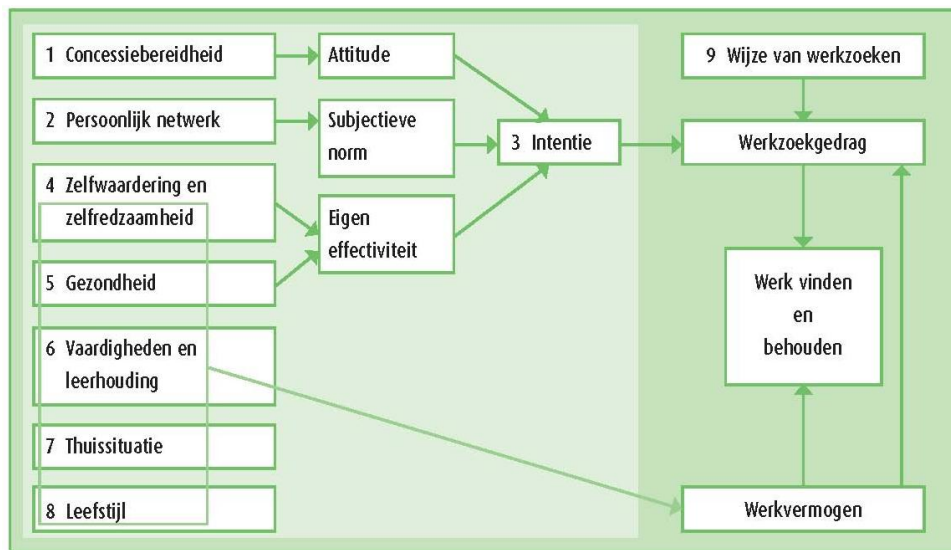 1 Concessiebereidheid
Attitude
9 Wijze van werkzoeken
2 Persoonlijk netwerk
Subjectieve
norm
3 Intentie
Werkzoekgedrag
4 Zelfwaardering en
zelfredzaamheid
Eigen
effectiviteit
5 Gezondheid
Werk vinden
en
behouden
6 Vaardigheden en
leerhouding
7 Thuissituatie
8 Leefstijl
Werkvermogen